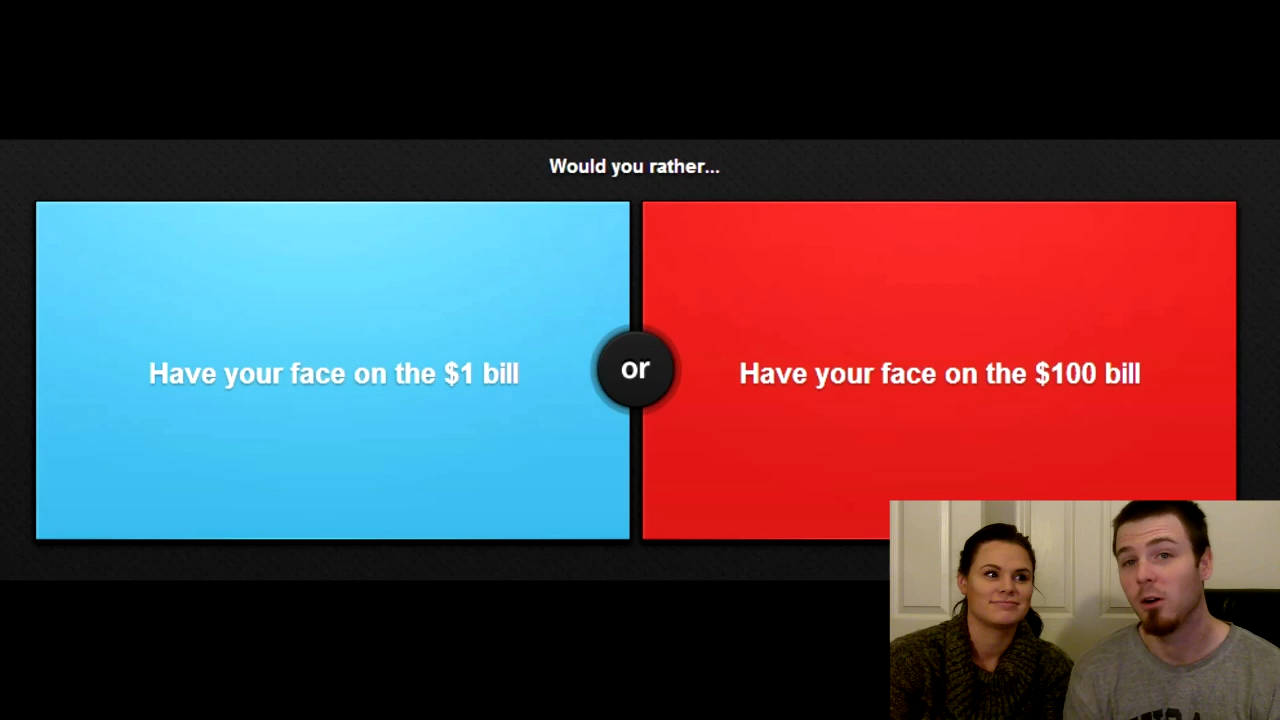 Would you rather...
Have your face on the $1 bill
or
Have your face on the $100 bill